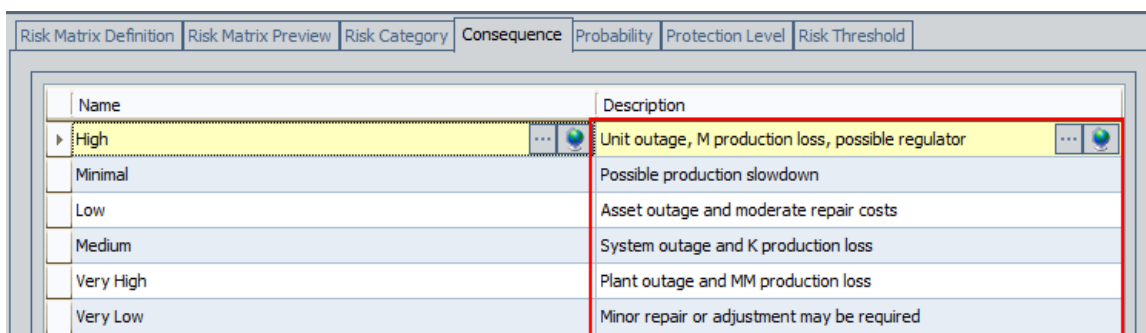 Risk Matrix Definition Risk Matrix Preview Risk Category Consequence Probability Protection Level Risk Threshold
Name Description
High ... Unit outage, M production loss, possible regulator ...
Minimal Possible production slowdown
Low Asset outage and moderate repair costs
Medium System outage and K production loss
Very High Plant outage and MM production loss
Very Low Minor repair or adjustment may be required